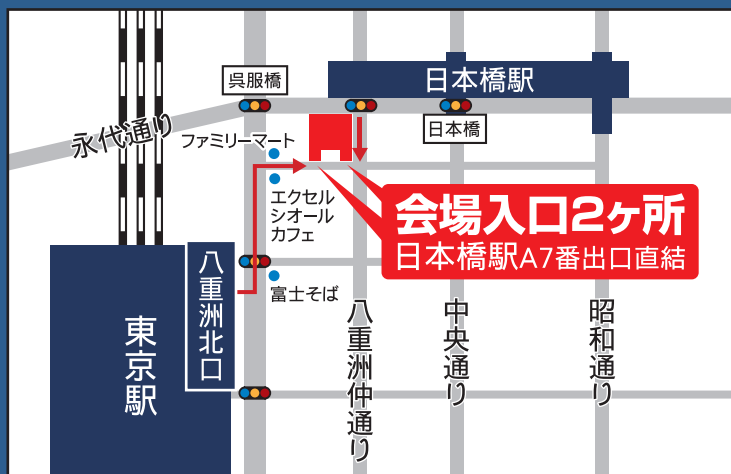 呉服橋
日本橋駅
永代通り
ファミリーマート
日本橋
エクセル
シオール
カフェ
会場入口2ヶ所
日本橋駅A7番出口直結
八重洲北口
富士そば
東京駅
八重洲仲通り
中央通り
昭和通り